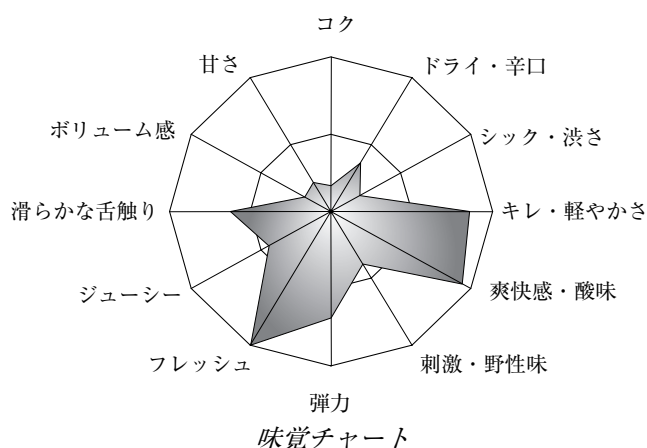 コク
甘さ
ドライ・辛口
ボリューム感
シック・渋さ
滑らかな舌触り
キレ・軽やかさ
ジューシー
爽快感・酸味
フレッシュ
刺激・野性味
弾力
味覚チャート